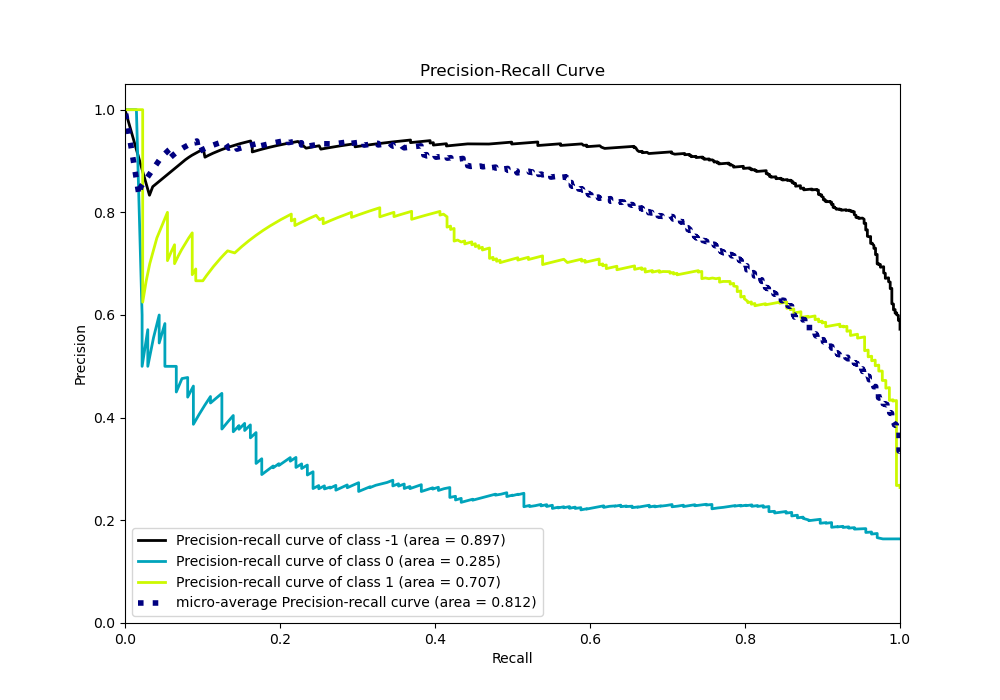 Precision-Recall Curve
1.0
0.8
0.6
0.4
0.2
0.0
Precision
Precision-recall curve of class -1 (area = 0.897)
Precision-recall curve of class 0 (area = 0.285)
Precision-recall curve of class 1 (area = 0.707)
micro-average Precision-recall curve (area = 0.812)
0.0 0.2 0.4 0.6 0.8 1.0
Recall